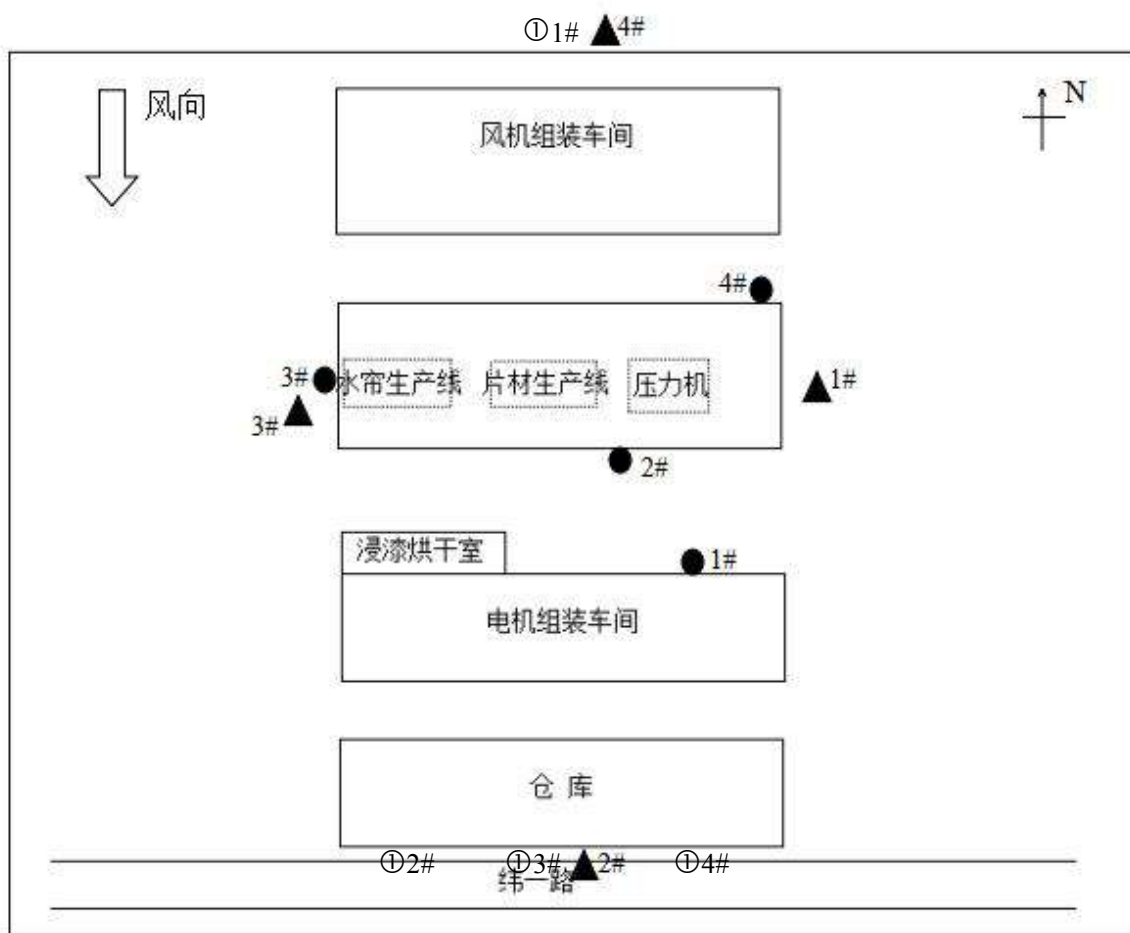 ①1# 4#
风向
N
风机组装车间
4#
3#
水帘生产线 片材生产线 压力机
1#
3#
2#
浸漆烘干室
1#
电机组装车间
仓 库
①2# ①3# 2# ①4#
纬一路